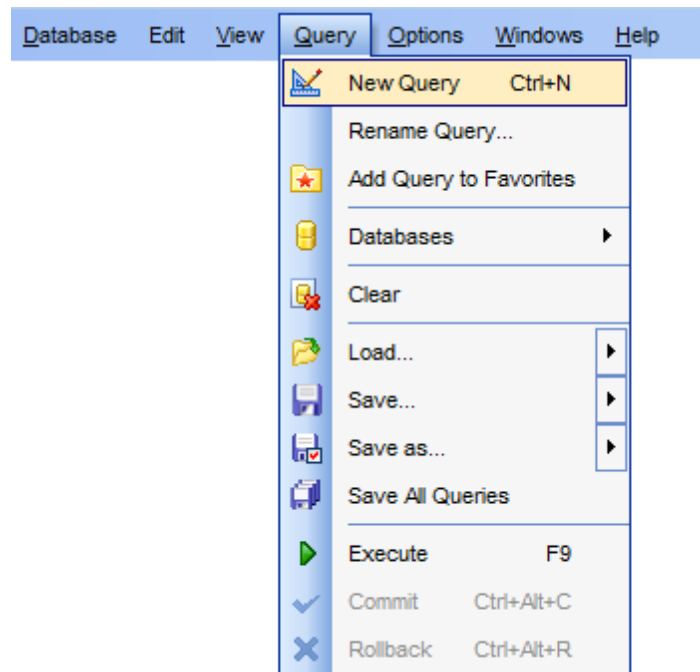 Database Edit View Query Options Windows Help
New Query Ctrl+N
Rename Query...
Add Query to Favorites
Databases
Clear
Load...
Save...
Save as...
Save All Queries
Execute F9
Commit Ctrl+Alt+C
Rollback Ctrl+Alt+R